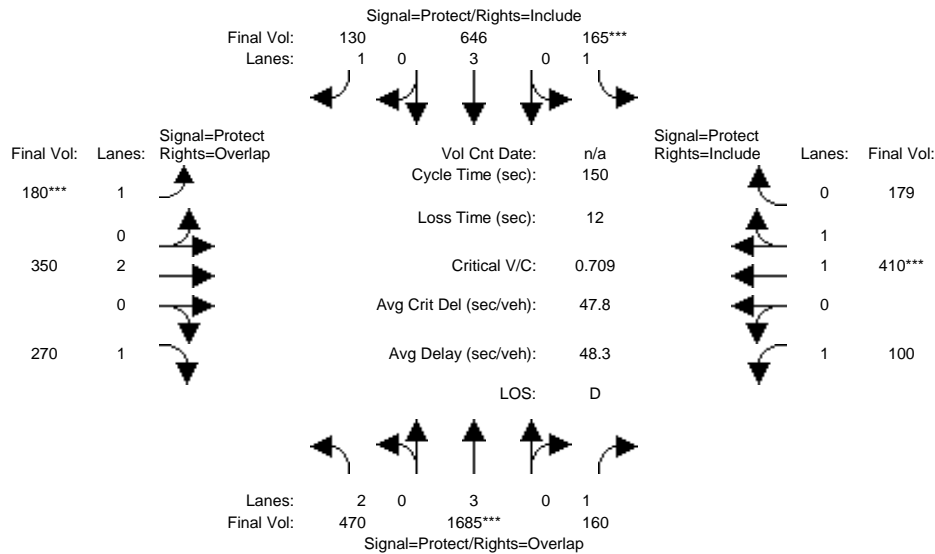 Signal=Protect/Rights=Include
Final Vol: 130 646 165***
Lanes: 1 0 3 0 1
Signal=Protect Signal=Protect
Final Vol: Lanes: Rights=Overlap Vol Cnt Date: n/a Rights=Include Lanes: Final Vol:
Cycle Time (sec): 150
180*** 1 0 179
Loss Time (sec): 12
0 1
350 2 Critical V/C: 0.709 1 410***
0 Avg Crit Del (sec/veh): 47.8 0
270 1 Avg Delay (sec/veh): 48.3 1 100
LOS: D
Lanes: 2 0 3 0 1
Final Vol: 470 1685*** 160
Signal=Protect/Rights=Overlap